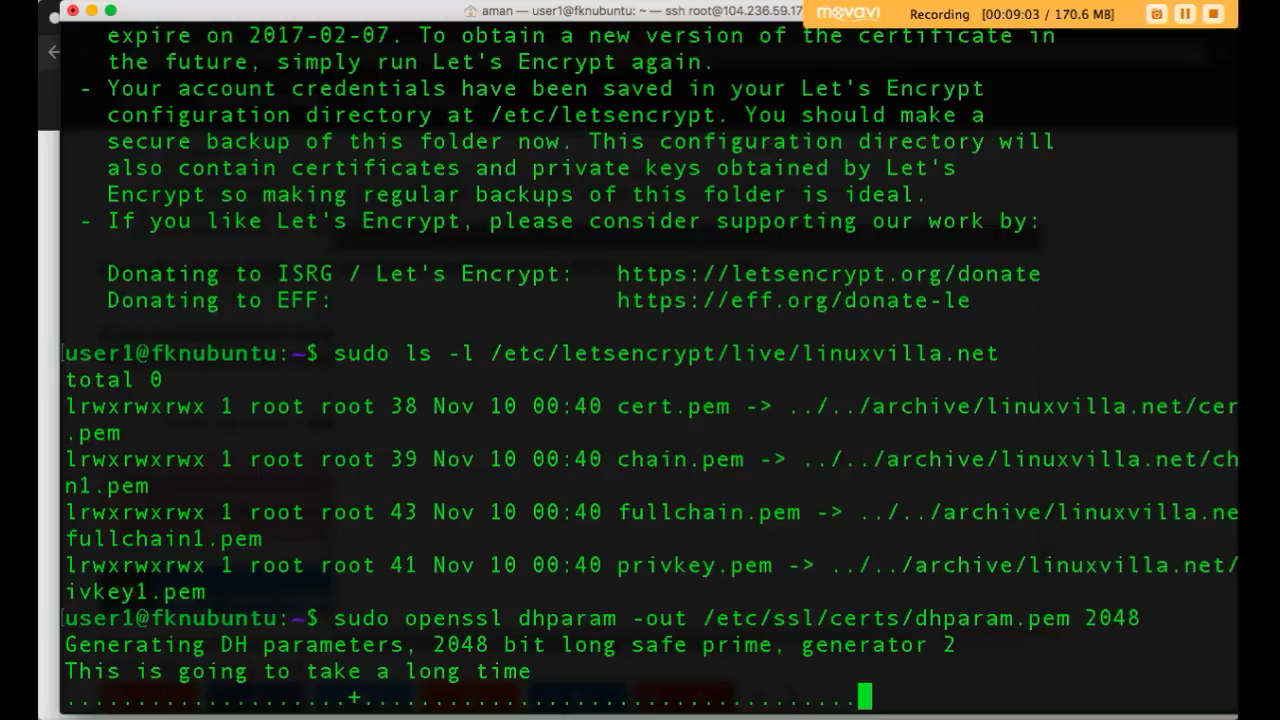 aman — user1@fknubuntu: ~ — ssh root@104.236.59.17
movavi
Recording [00:09:03 / 170.6 MB]
expire on 2017-02-07. To obtain a new version of the certificate in
the future, simply run Let's Encrypt again.
- Your account credentials have been saved in your Let's Encrypt
configuration directory at /etc/letsencrypt. You should make a
secure backup of this folder now. This configuration directory will
also contain certificates and private keys obtained by Let's
Encrypt so making regular backups of this folder is ideal.
- If you like Let's Encrypt, please consider supporting our work by:
Donating to ISRG / Let's Encrypt: https://letsencrypt.org/donate
Donating to EFF: https://eff.org/donate-le
user1@fknubuntu:~$ sudo ls -l /etc/letsencrypt/live/linuxvilla.net
total 0
lrwxrwxrwx 1 root root 38 Nov 10 00:40 cert.pem -> ../../archive/linuxvilla.net/cer
.pem
lrwxrwxrwx 1 root root 39 Nov 10 00:40 chain.pem -> ../../archive/linuxvilla.net/ch
n1.pem
lrwxrwxrwx 1 root root 43 Nov 10 00:40 fullchain.pem -> ../../archive/linuxvilla.ne
fullchain1.pem
lrwxrwxrwx 1 root root 41 Nov 10 00:40 privkey.pem -> ../../archive/linuxvilla.net/
ivkey1.pem
user1@fknubuntu:~$ sudo openssl dhparam -out /etc/ssl/certs/dhparam.pem 2048
Generating DH parameters, 2048 bit long safe prime, generator 2
This is going to take a long time
....................+..................................